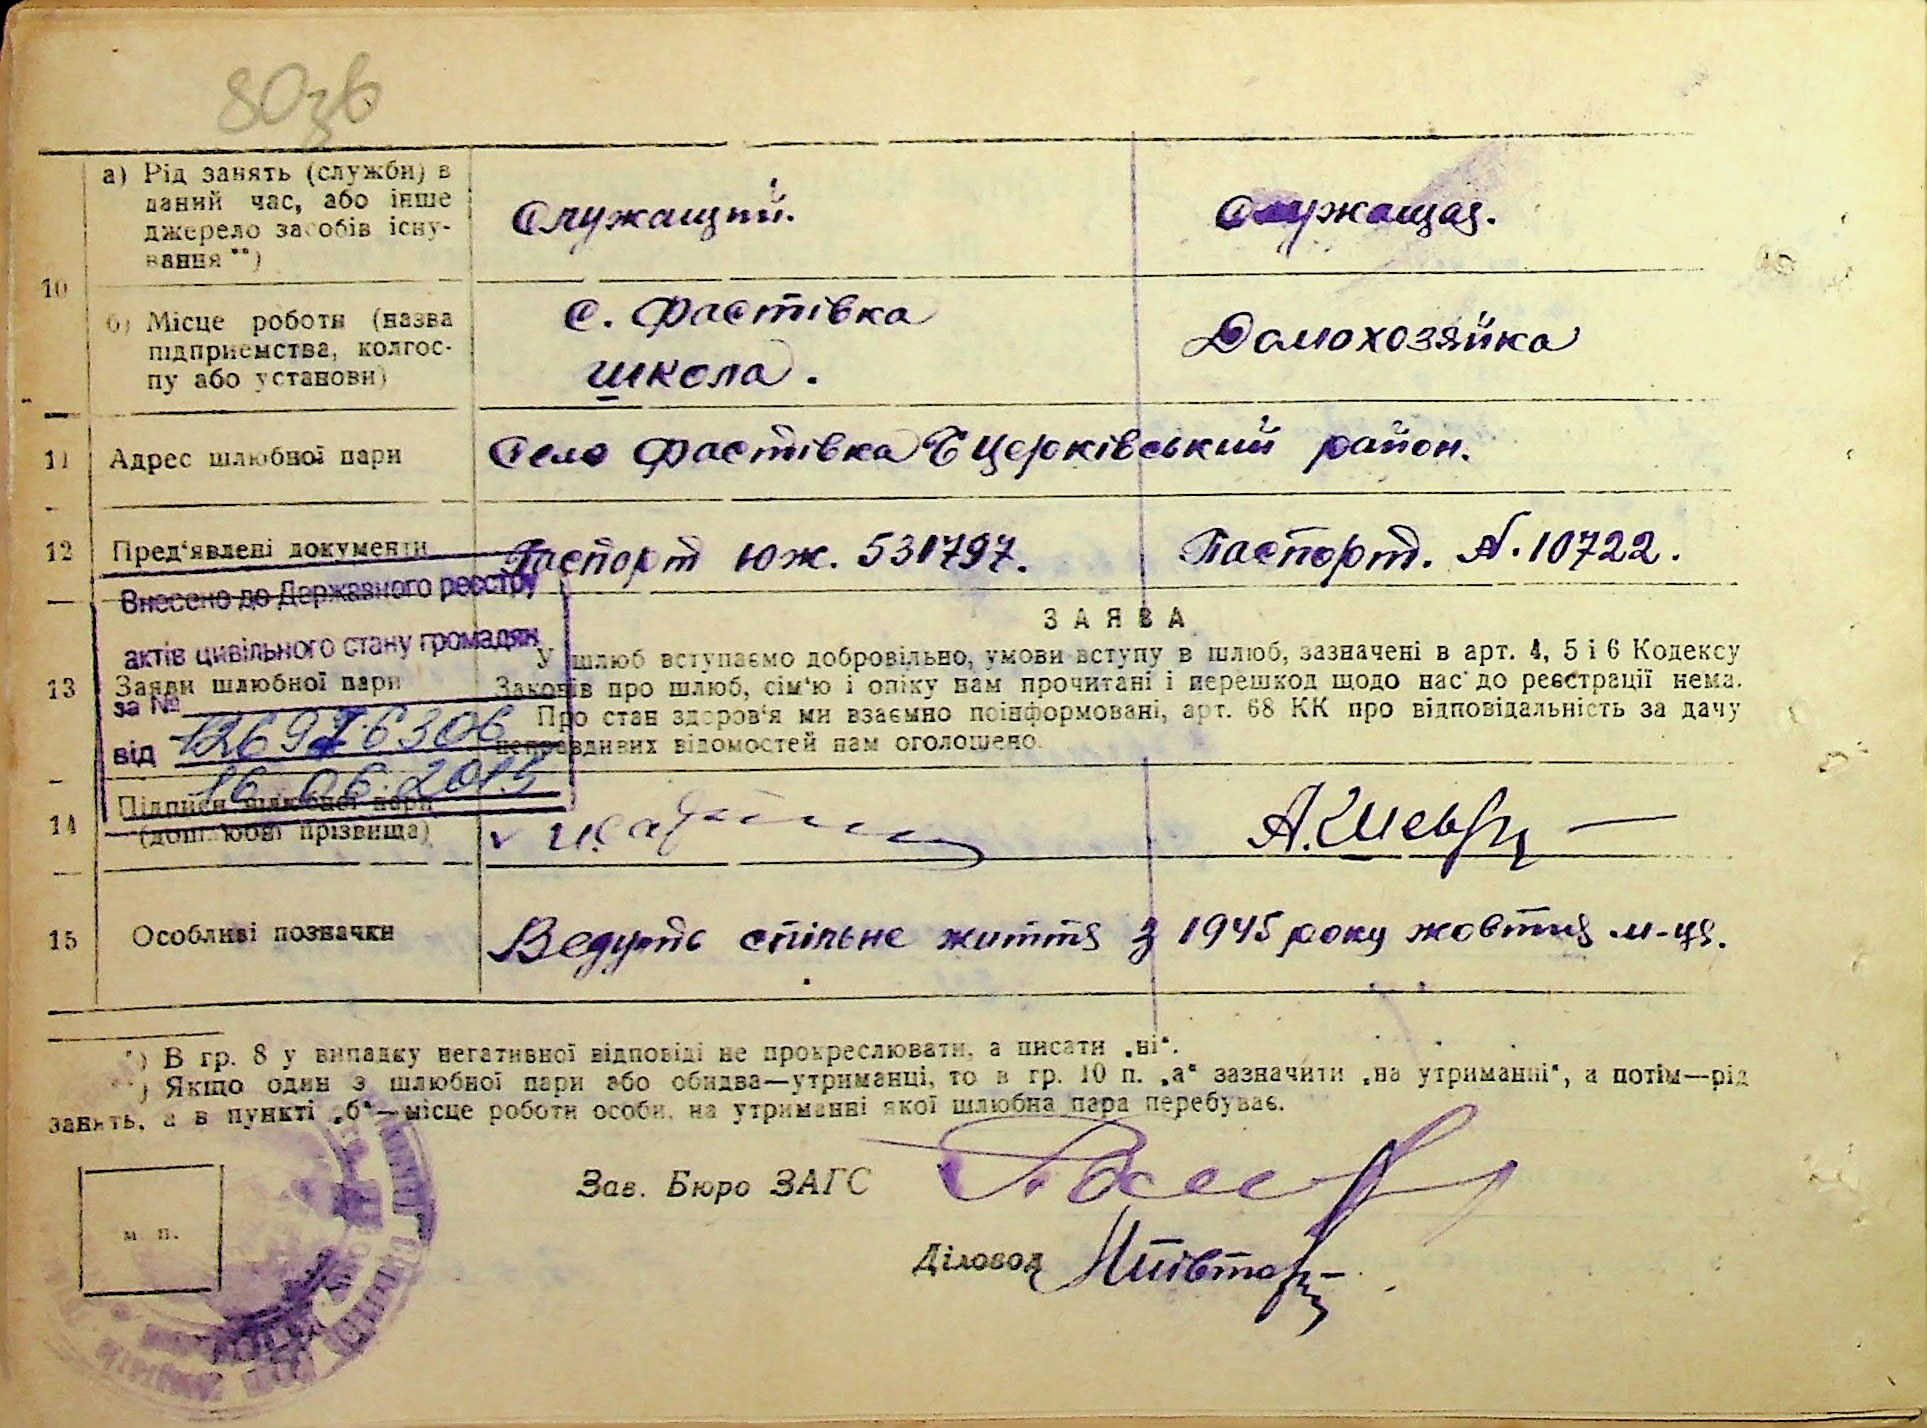 80зв
а) Рід занять (служби) в
даний час, або інше
джерело засобів існу-
вання **)
Служащий.
Служащая.
10
б) Місце роботи (назва
підприємства, колгос-
пу або установи)
с. Фастівка
школа.
Домохозяйка
11 Адрес шлюбної пари
Село Фастівка Б Церківський район.
12 Пред'явлені документи
Паспорт юж. 531797.
Паспорт. А. 10722.
Внесено до Державного реєстру
актів цивільного стану громадян
за №
від 126976306
16.06.2015
13 Заяви шлюбної пари
ЗАЯВА
У шлюб вступаємо добровільно, умови вступу в шлюб, зазначені в арт. 4, 5 і 6 Кодексу
Законів про шлюб, сім'ю і опіку нам прочитані і перешкод щодо нас до реєстрації нема.
Про стан здоров'я ми взаємно поінформовані, арт. 68 КК про відповідальність за дачу
неправдивих відомостей нам оголошено.
14 Підписи шлюбної пари
(дошлюбні прізвища)
А. Шевч
15 Особливі позначки
Ведуть спільне життя з 1945 року жовтня м-ця.
*) В гр. 8 у випадку негативної відповіді не прокреслювати, а писати „ні“.
**) Якщо один з шлюбної пари або обидва—утриманці, то в гр. 10 п. „а“ зазначити „на утриманні“, а потім—рід
занять, а в пункті „б“—місце роботи особи, на утриманні якої шлюбна пара перебуває.
м. п.
Зав. Бюро ЗАГС
Діловод